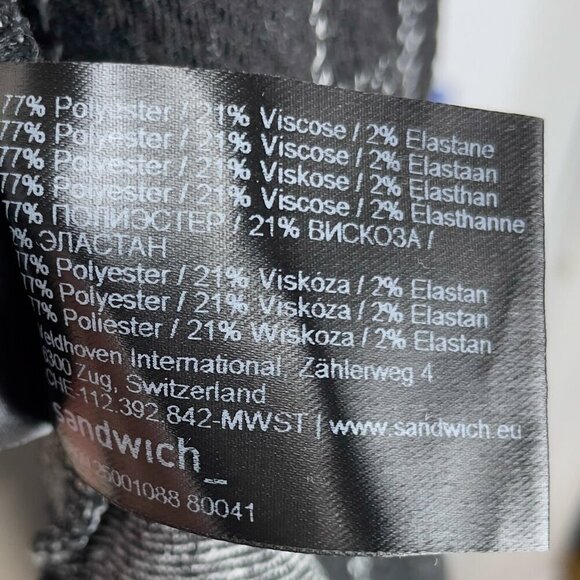 77% Polyester / 21% Viscose / 2% Elastane
77% Polyester / 21% Viscose / 2% Elastaan
77% Polyester / 21% Viskose / 2% Elasthan
77% Polyester / 21% Viscose / 2% Elasthanne
77% ПОЛИЭСТЕР / 21% ВИСКОЗА /
2% ЭЛАСТАН
77% Polyester / 21% Viskóza / 2% Elastan
77% Polyester / 21% Viskóza / 2% Elastan
77% Poliester / 21% Wiskoza / 2% Elastan
Veldhoven International, Zählerweg 4
6300 Zug, Switzerland
CHE-112.392.842-MWST | www.sandwich.eu
sandwich_
25001088 80041